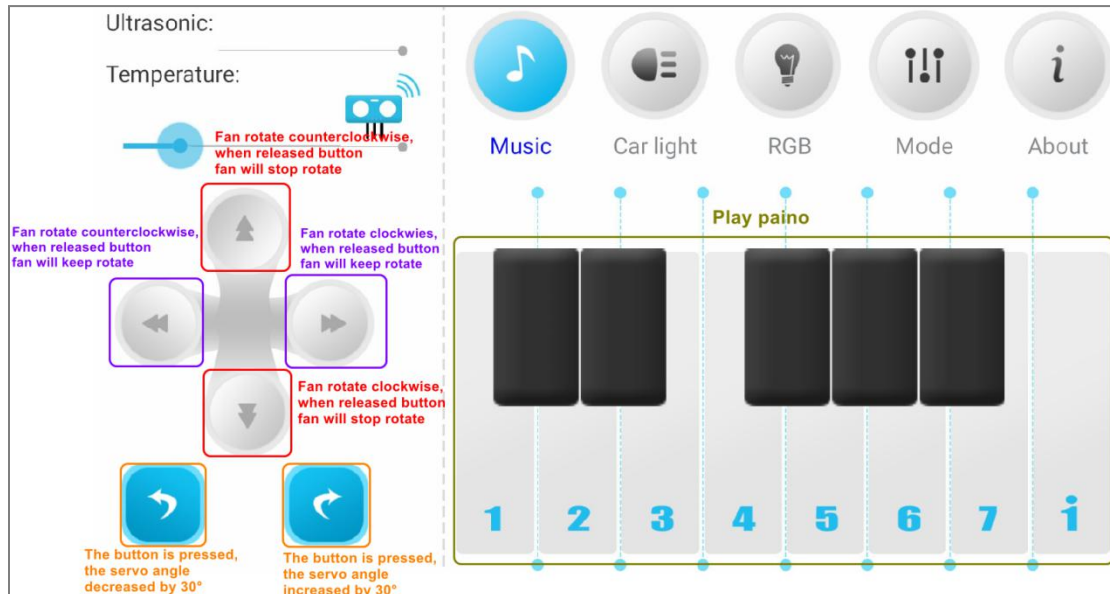 Ultrasonic:
Temperature:
Fan rotate counterclockwise,
when released button
fan will stop rotate
Fan rotate counterclockwise,
when released button
fan will keep rotate
Fan rotate clockwies,
when released button
fan will keep rotate
Fan rotate clockwise,
when released button
fan will stop rotate
The button is pressed,
the servo angle
decreased by 30°
The button is pressed,
the servo angle
increased by 30°
i
Music Car light RGB Mode About
Play paino
1 2 3 4 5 6 7 i